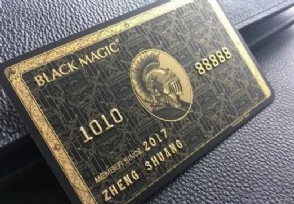 BLACK MAGIC
1010
88888
MEMBER SINCE 2017
ZHENG SHUANG